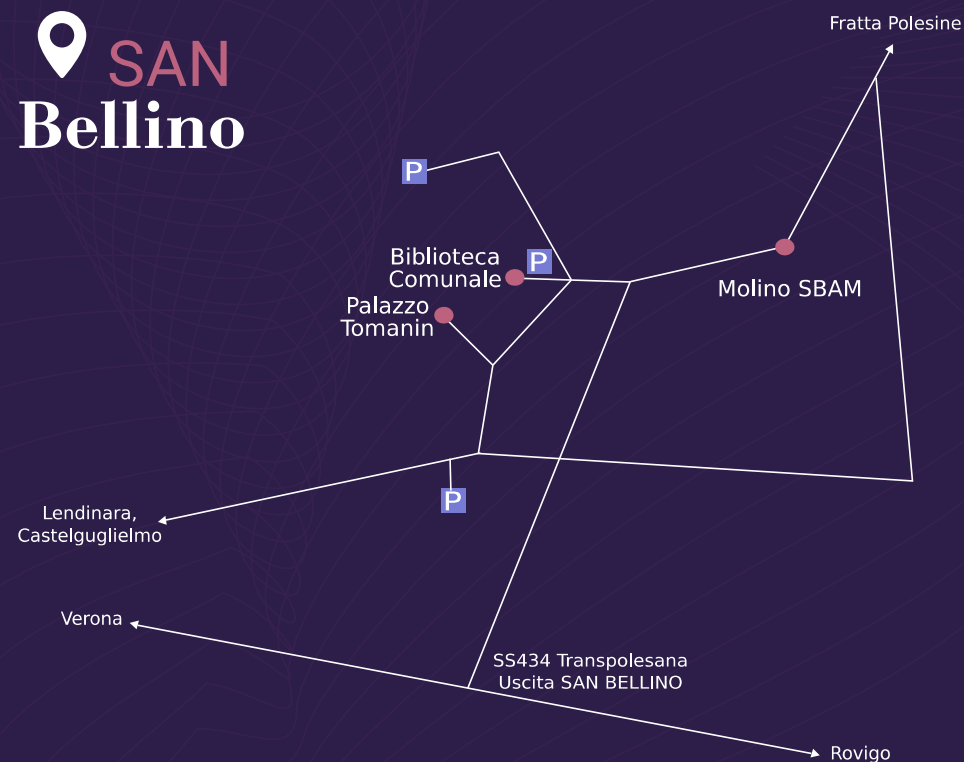 SAN
Bellino
Fratta Polesine
P
P
Biblioteca
Comunale
Molino SBAM
Palazzo
Tomanin
P
Lendinara,
Castelguglielmo
Verona
SS434 Transpolesana
Uscita SAN BELLINO
Rovigo